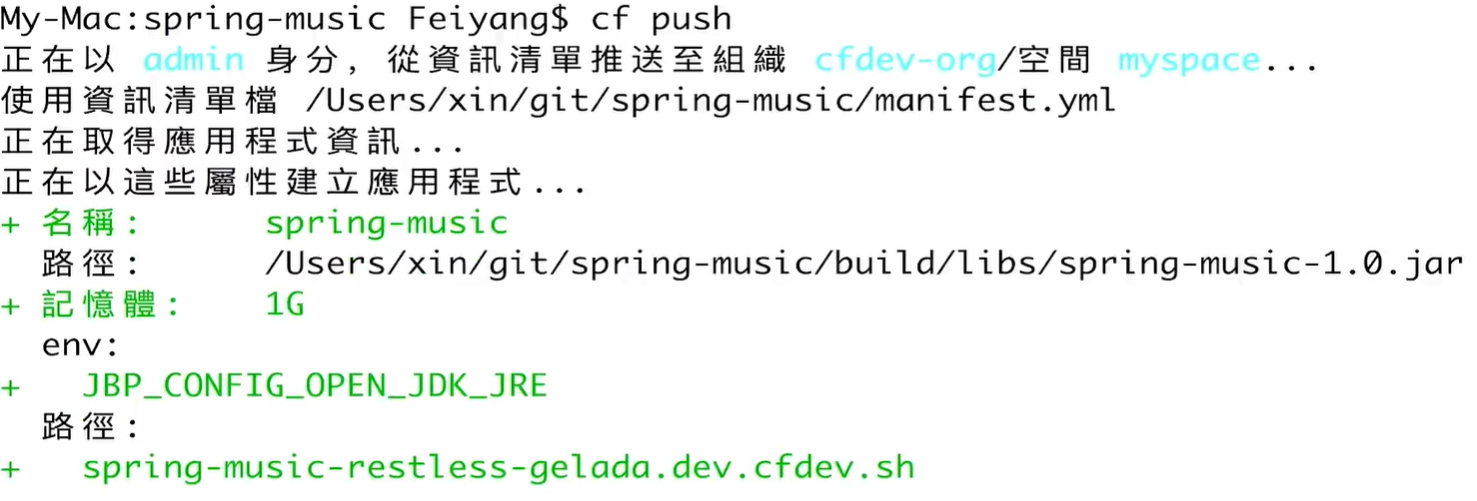 My-Mac:spring-music Feiyang$ cf push
正在以 admin 身分, 從資訊清單推送至組織 cfdev-org/空間 myspace...
使用資訊清單檔 /Users/xin/git/spring-music/manifest.yml
正在取得應用程式資訊...
正在以這些屬性建立應用程式...
+ 名稱: spring-music
路徑: /Users/xin/git/spring-music/build/libs/spring-music-1.0.jar
+ 記憶體: 1G
env:
+ JBP_CONFIG_OPEN_JDK_JRE
路徑:
+ spring-music-restless-gelada.dev.cfdev.sh